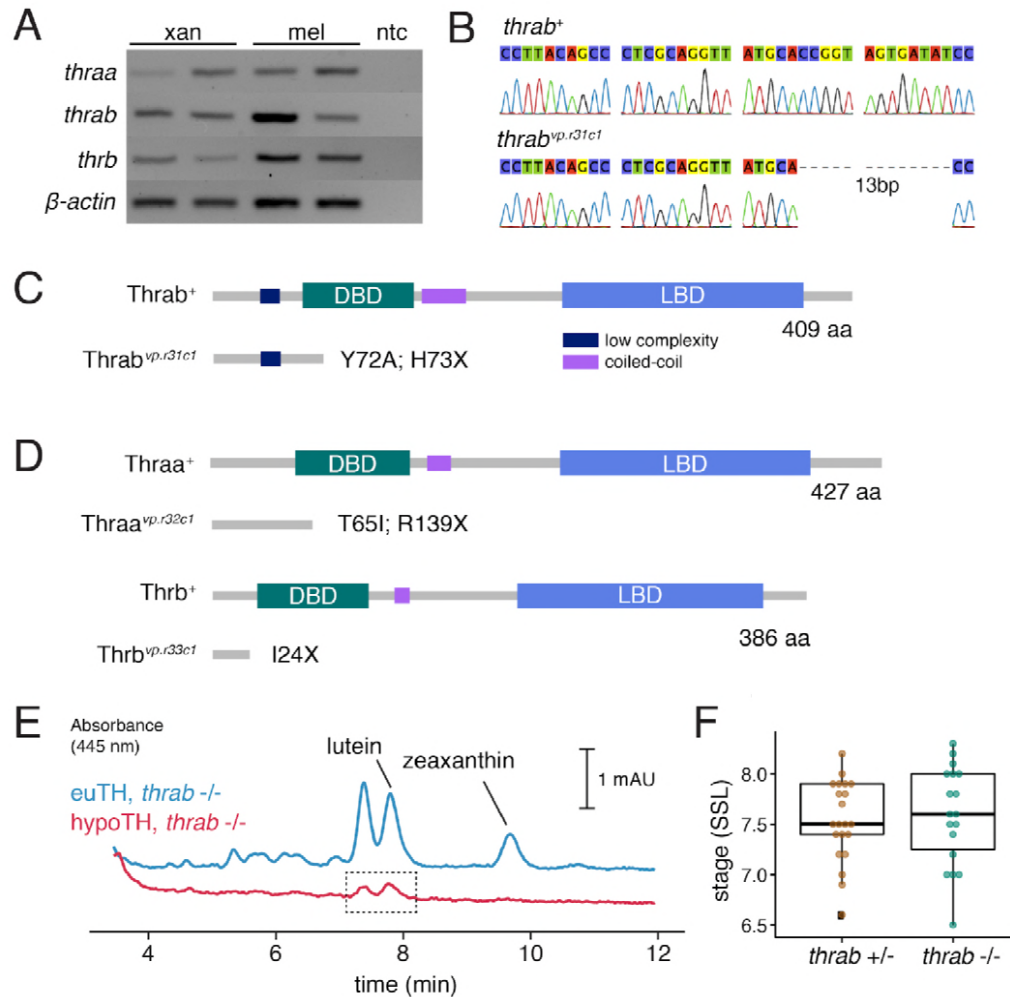 A
xan mel ntc
thraa
thrab
thrb
β-actin
B
thrab+
CCTTACAGCC CTCGCAGGTT ATGCACCGGT AGTGATATCC
thrabvp.r31c1
CCTTACAGCC CTCGCAGGTT ATGCA CC
13bp
C
Thrab+ DBD LBD
409 aa
Thrabvp.r31c1 Y72A; H73X
low complexity
coiled-coil
D
Thraa+ DBD LBD
427 aa
Thraavp.r32c1 T65I; R139X
Thrb+ DBD LBD
386 aa
Thrbvp.r33c1 I24X
E
Absorbance
(445 nm)
euTH, thrab -/-
hypoTH, thrab -/-
lutein
zeaxanthin
1 mAU
4 6 8 10 12
time (min)
F
stage (SSL)
8.0
7.5
7.0
6.5
thrab +/- thrab -/-